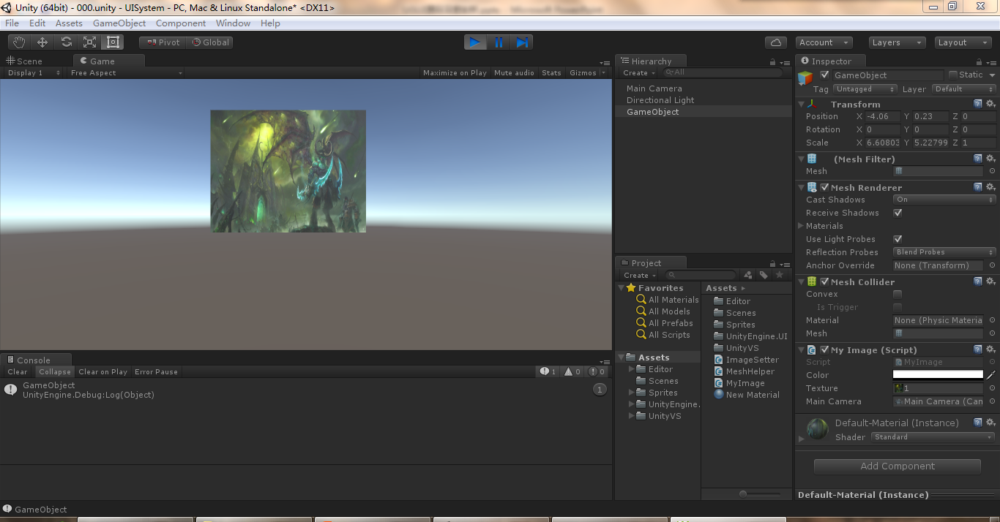 Unity (64bit) - 000.unity - UISystem - PC, Mac & Linux Standalone* <DX11>
File Edit Assets GameObject Component Window Help
Pivot Global Account Layers Layout
Scene Game
Display 1 Free Aspect Maximize on Play Mute audio Stats Gizmos
Hierarchy
Create All
Main Camera
Directional Light
GameObject
Project
Create
Favorites
All Materials
All Models
All Prefabs
All Scripts
Assets
Editor
Scenes
Sprites
UnityEngine.
UnityVS
Assets
Editor
Scenes
Sprites
UnityEngine.UI
UnityVS
ImageSetter
MeshHelper
MyImage
New Material
Inspector
GameObject Static
Tag Untagged Layer Default
Transform
Position X -4.06 Y 0.23 Z 0
Rotation X 0 Y 0 Z 0
Scale X 6.60803 Y 5.22799 Z 1
(Mesh Filter)
Mesh
Mesh Renderer
Cast Shadows On
Receive Shadows
Materials
Use Light Probes
Reflection Probes Blend Probes
Anchor Override None (Transform)
Mesh Collider
Convex
Is Trigger
Material None (Physic Materia
Mesh
My Image (Script)
Script MyImage
Color
Texture 1
Main Camera Main Camera (Can
Default-Material (Instance)
Shader Standard
Add Component
Default-Material (Instance)
Console
Clear Collapse Clear on Play Error Pause 1 0 0
GameObject
UnityEngine.Debug:Log(Object) 1
GameObject